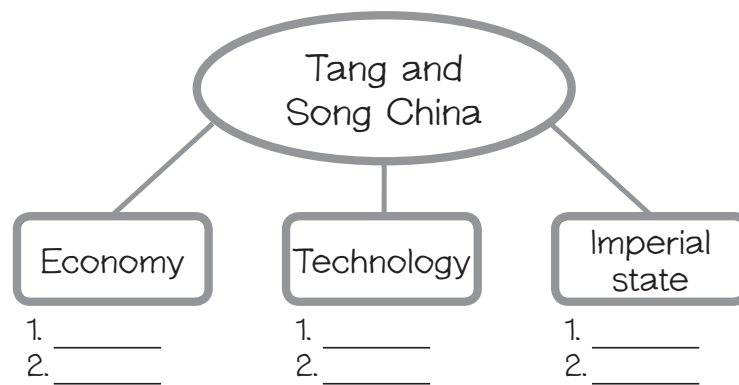 Tang and
Song China
Economy
Technology
Imperial
state
1.
2.
1.
2.
1.
2.